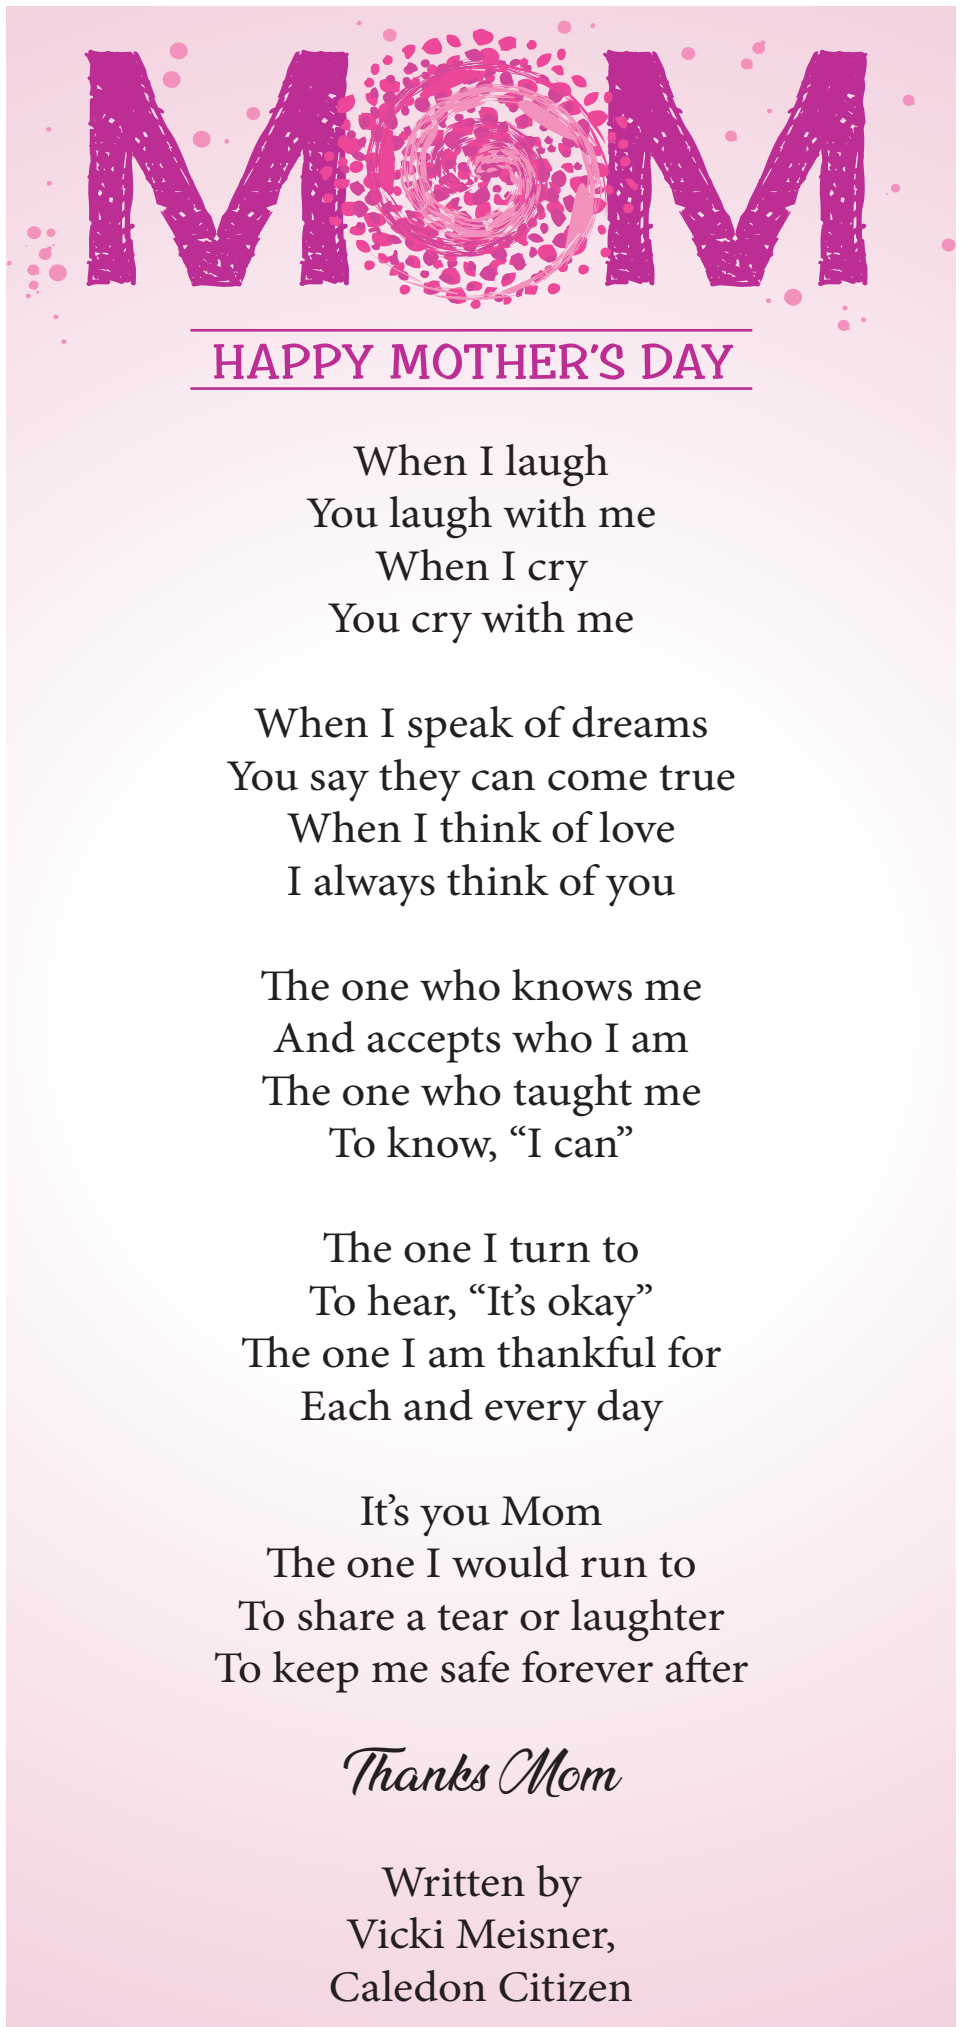 MOM
HAPPY MOTHER'S DAY
When I laugh
You laugh with me
When I cry
You cry with me
When I speak of dreams
You say they can come true
When I think of love
I always think of you
The one who knows me
And accepts who I am
The one who taught me
To know, “I can”
The one I turn to
To hear, “It’s okay”
The one I am thankful for
Each and every day
It’s you Mom
The one I would run to
To share a tear or laughter
To keep me safe forever after
Thanks Mom
Written by
Vicki Meisner,
Caledon Citizen